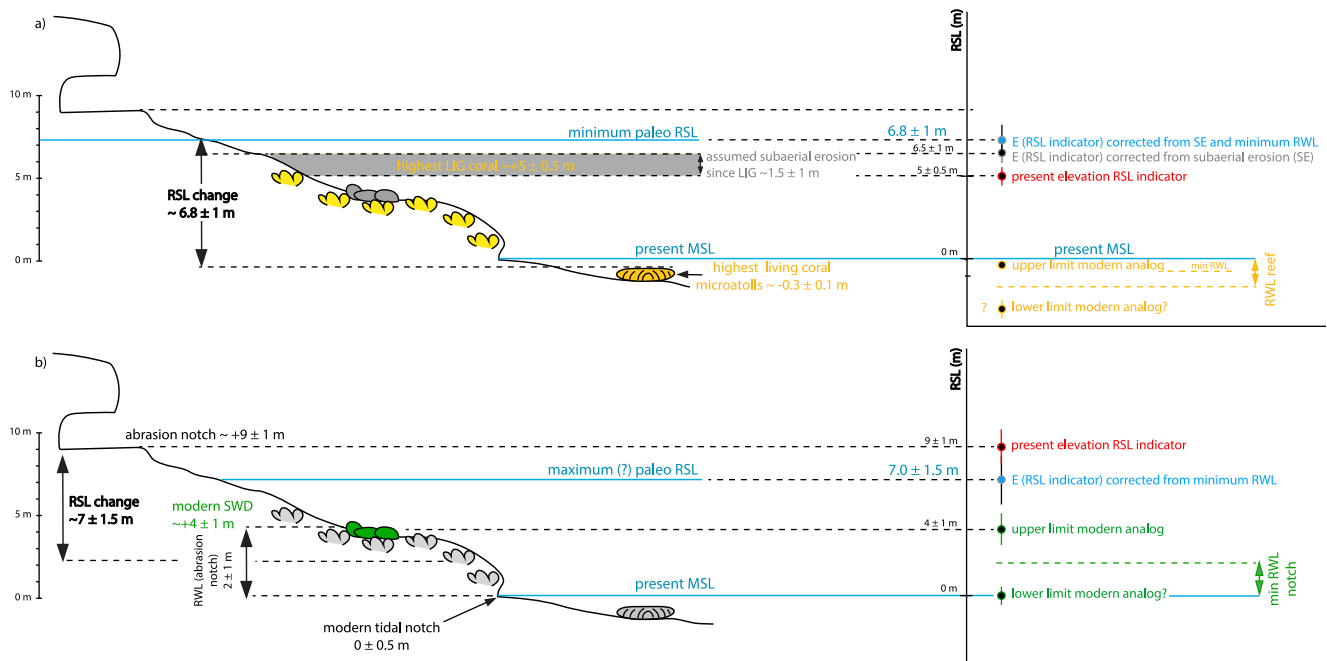 a)
RSL (m)
10 m
minimum paleo RSL
6.8 ± 1 m
E (RSL indicator) corrected from SE and minimum RWL
6.5 ± 1 m
E (RSL indicator) corrected from subaerial erosion (SE)
highest LIG coral ~+5 ± 0.5 m
assumed subaerial erosion
since LIG ~1.5 ± 1 m
5 m
5 ± 0.5 m
present elevation RSL indicator
RSL change
~ 6.8 ± 1 m
0 m
present MSL
0 m
present MSL
highest living coral
microatolls ~ -0.3 ± 0.1 m
upper limit modern analog
min RWL
RWL reef
?
lower limit modern analog?
b)
RSL (m)
10 m
abrasion notch ~ +9 ± 1 m
9 ± 1 m
present elevation RSL indicator
maximum (?) paleo RSL
7.0 ± 1.5 m
E (RSL indicator) corrected from minimum RWL
RSL change
~7 ± 1.5 m
modern SWD
~+4 ± 1 m
5 m
4 ± 1 m
upper limit modern analog
RWL (abrasion
notch)
2 ± 1 m
min RWL
notch
0 m
present MSL
0 m
lower limit modern analog?
modern tidal notch
0 ± 0.5 m